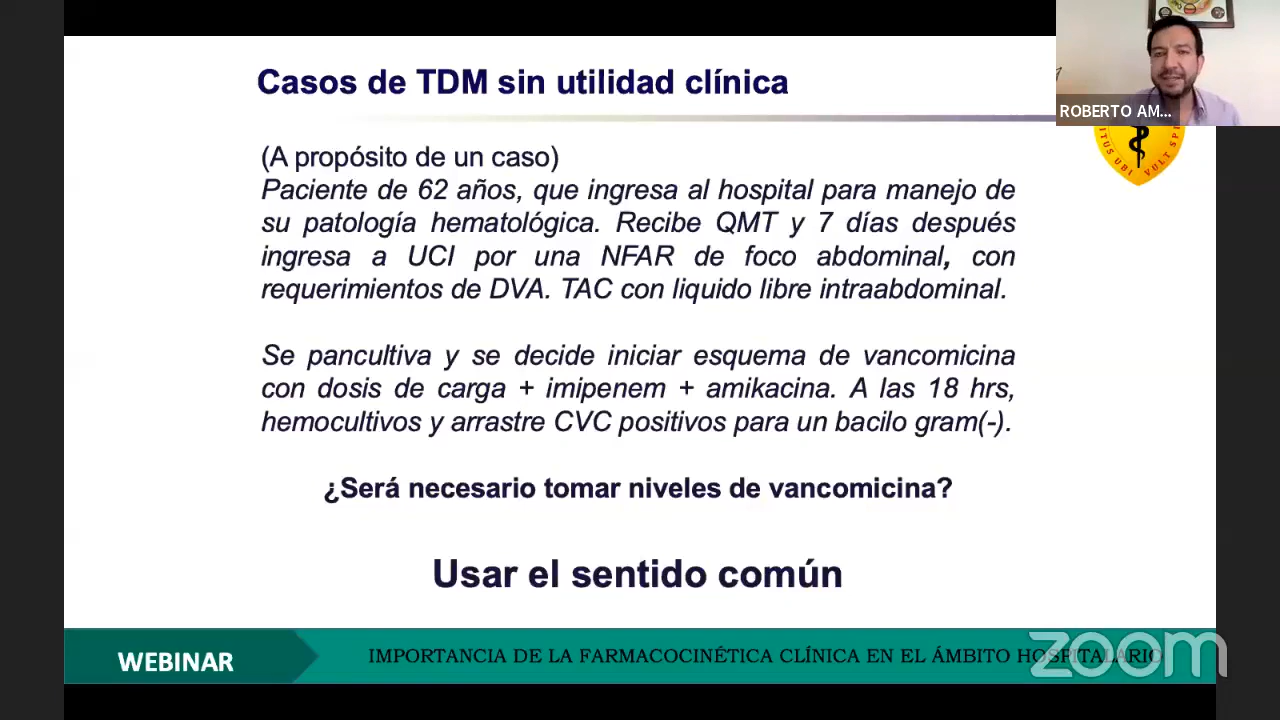 Casos de TDM sin utilidad clínica
ROBERTO AM...
ITUS UBI VULT SPI
(A propósito de un caso)
Paciente de 62 años, que ingresa al hospital para manejo de
su patología hematológica. Recibe QMT y 7 días después
ingresa a UCI por una NFAR de foco abdominal, con
requerimientos de DVA. TAC con liquido libre intraabdominal.
Se pancultiva y se decide iniciar esquema de vancomicina
con dosis de carga + imipenem + amikacina. A las 18 hrs,
hemocultivos y arrastre CVC positivos para un bacilo gram(-).
¿Será necesario tomar niveles de vancomicina?
Usar el sentido común
WEBINAR
IMPORTANCIA DE LA FARMACOCINÉTICA CLÍNICA EN EL ÁMBITO HOSPITALARIO
zoom